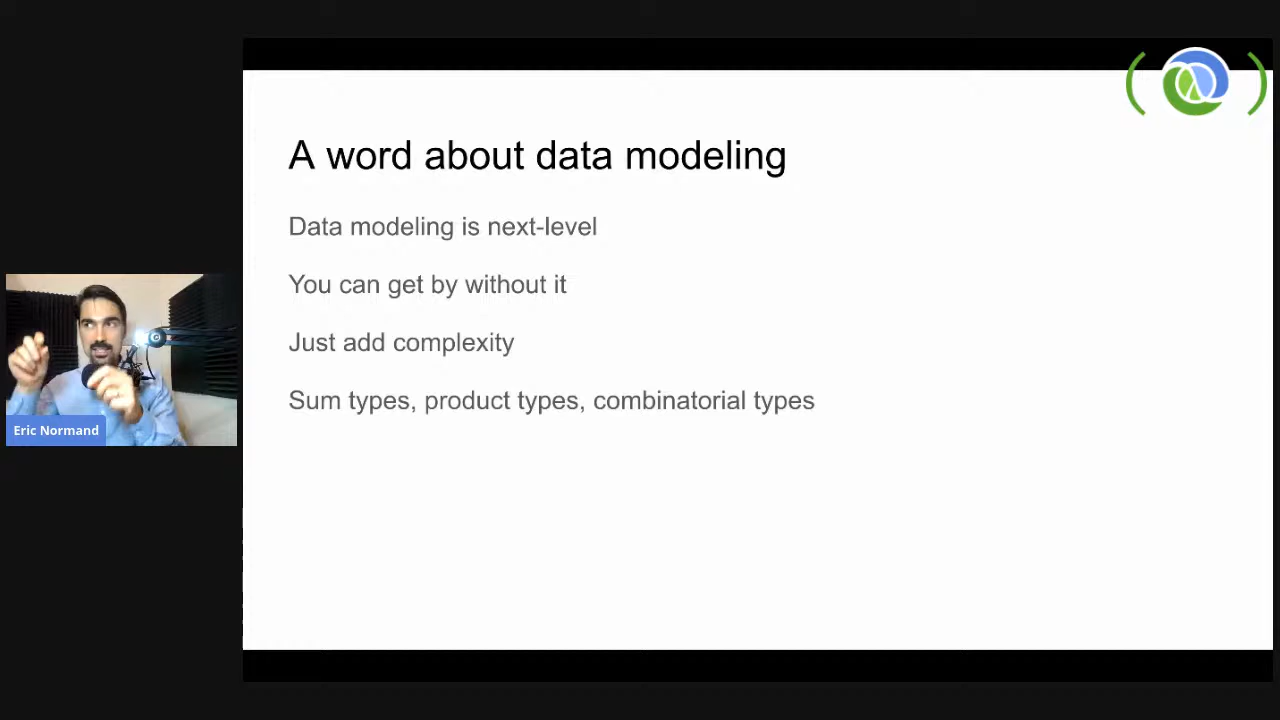 A word about data modeling
Data modeling is next-level
You can get by without it
Just add complexity
Sum types, product types, combinatorial types
Eric Normand